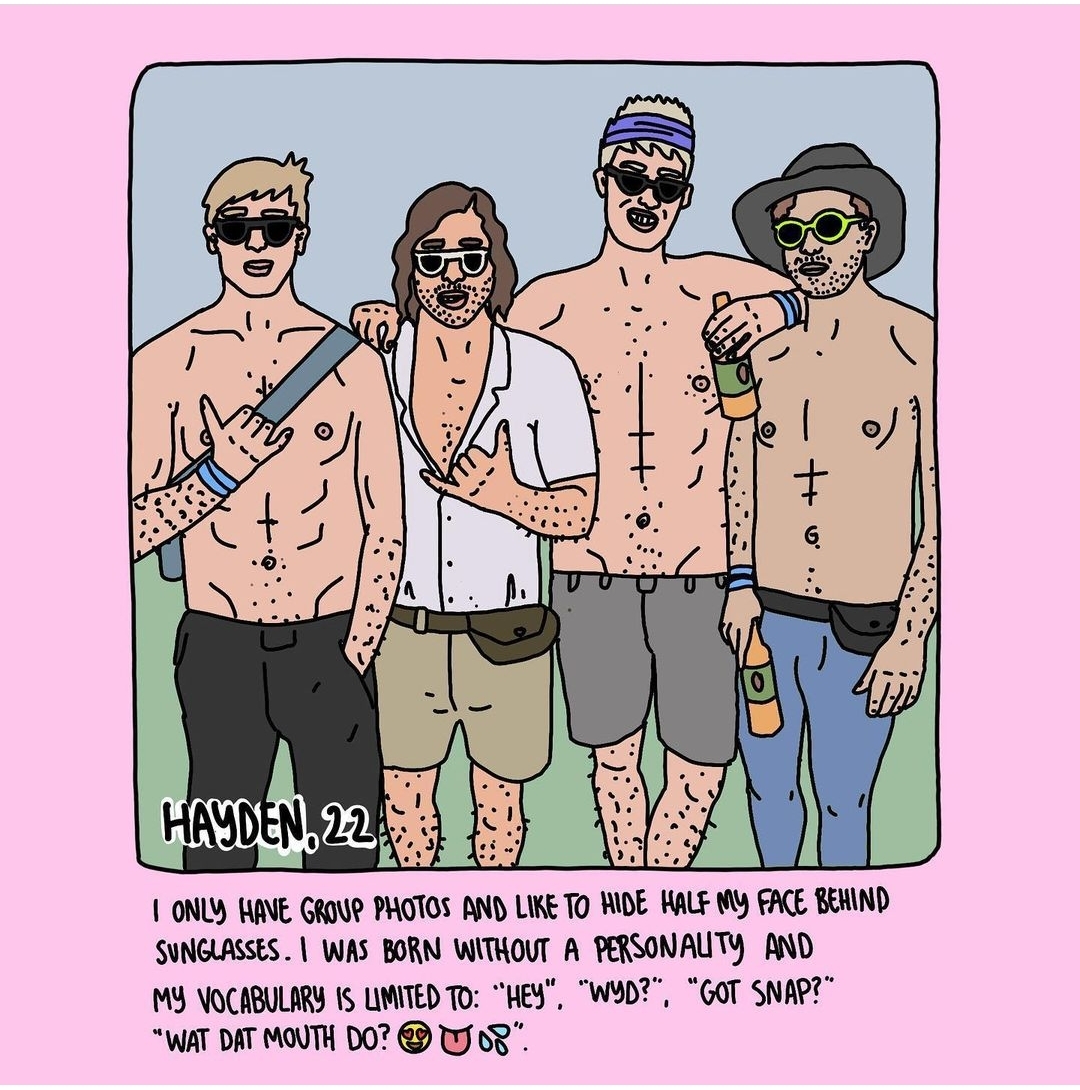 HAYDEN, 22
I ONLY HAVE GROUP PHOTOS AND LIKE TO HIDE HALF MY FACE BEHIND
SUNGLASSES. I WAS BORN WITHOUT A PERSONALITY AND
MY VOCABULARY IS LIMITED TO: "HEY", "WYD?", "GOT SNAP?"
"WAT DAT MOUTH DO? 😍👅💦".